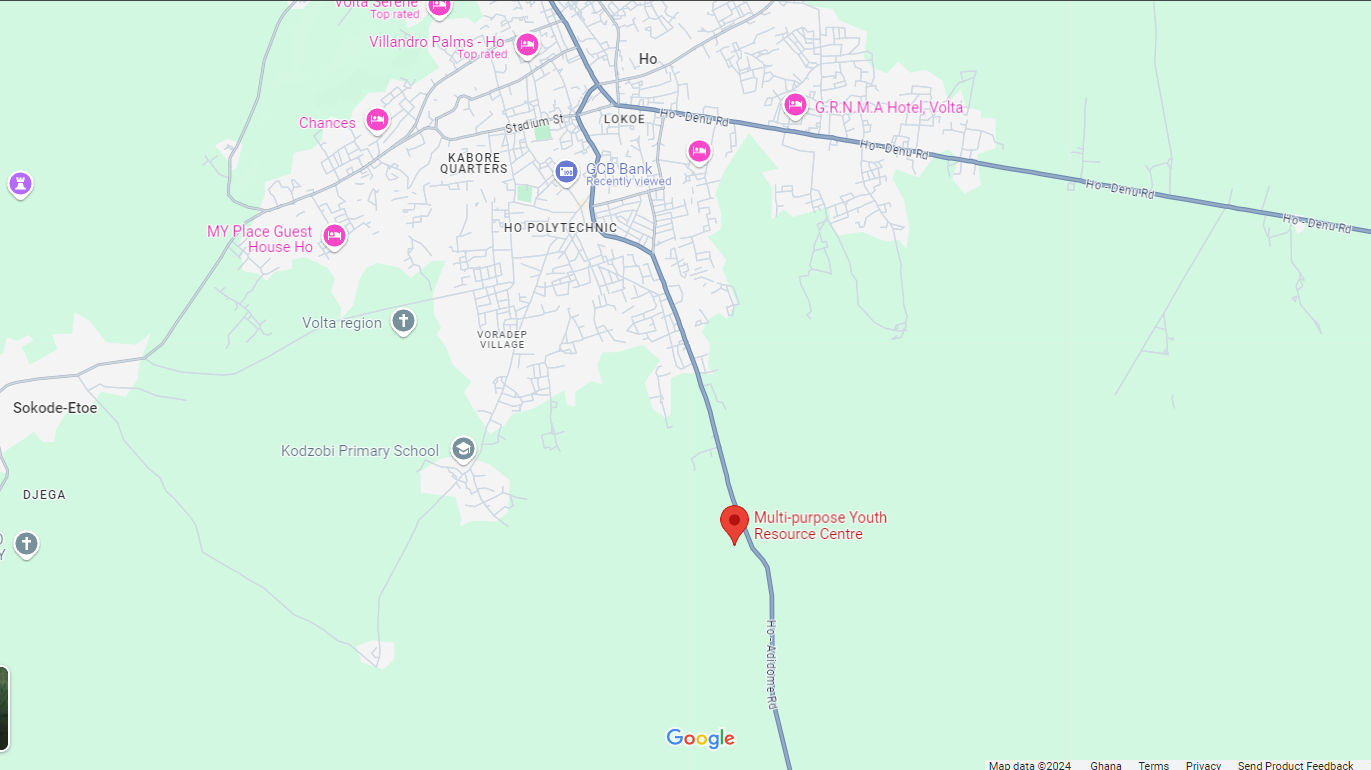 Volta Serene
Top rated
Villandro Palms - Ho
Top rated
Ho
G.R.N.M.A Hotel, Volta
Chances
Stadium St
LOKOE
Ho - Denu Rd
Ho - Denu Rd
KABORE
QUARTERS
GCB Bank
Recently viewed
Ho - Denu Rd
Ho - Denu Rd
MY Place Guest
House Ho
HO POLYTECHNIC
Volta region
VORADEP
VILLAGE
Sokode-Etoe
Kodzobi Primary School
DJEGA
Multi-purpose Youth
Resource Centre
Y
Ho - Adidome Rd
Google
Map data ©2024 Ghana Terms Privacy Send Product Feedback